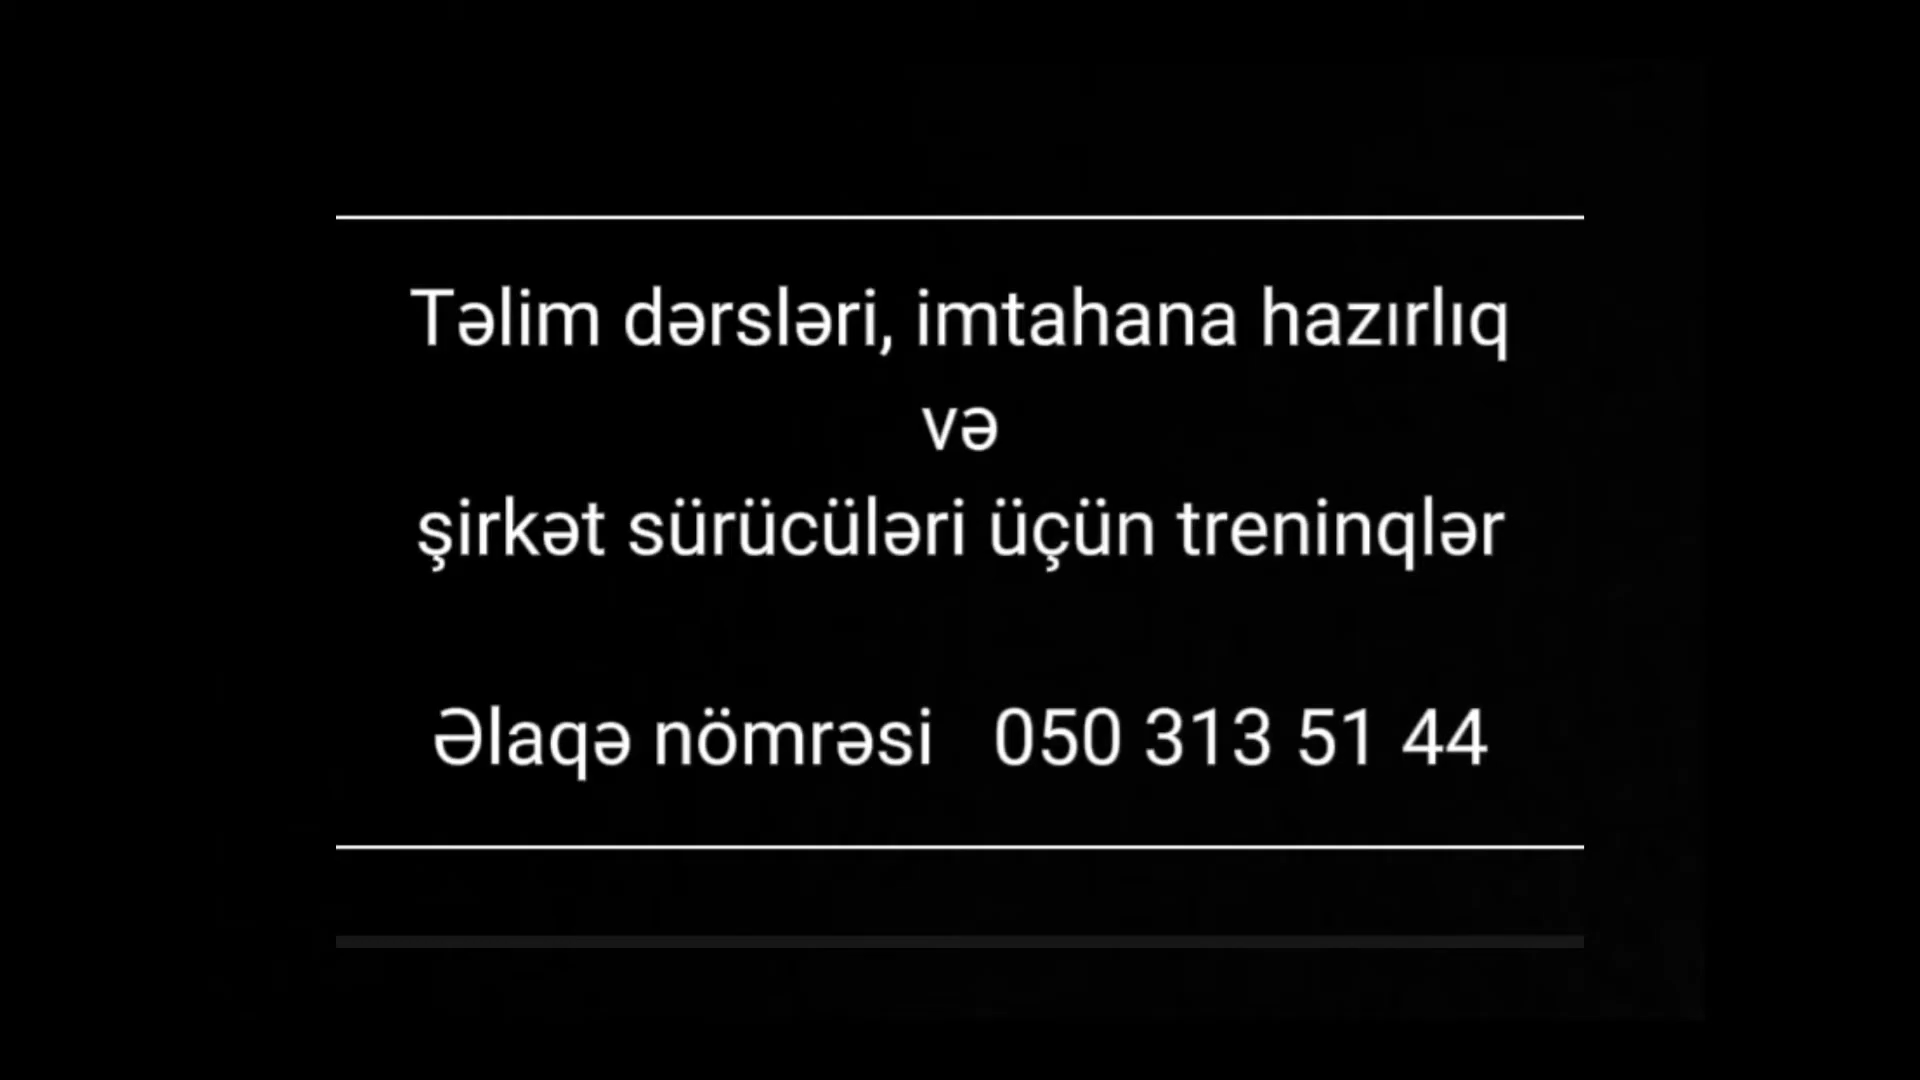 Təlim dərsləri, imtahana hazırlıq
və
şirkət sürücüləri üçün treninqlər
Əlaqə nömrəsi   050 313 51 44